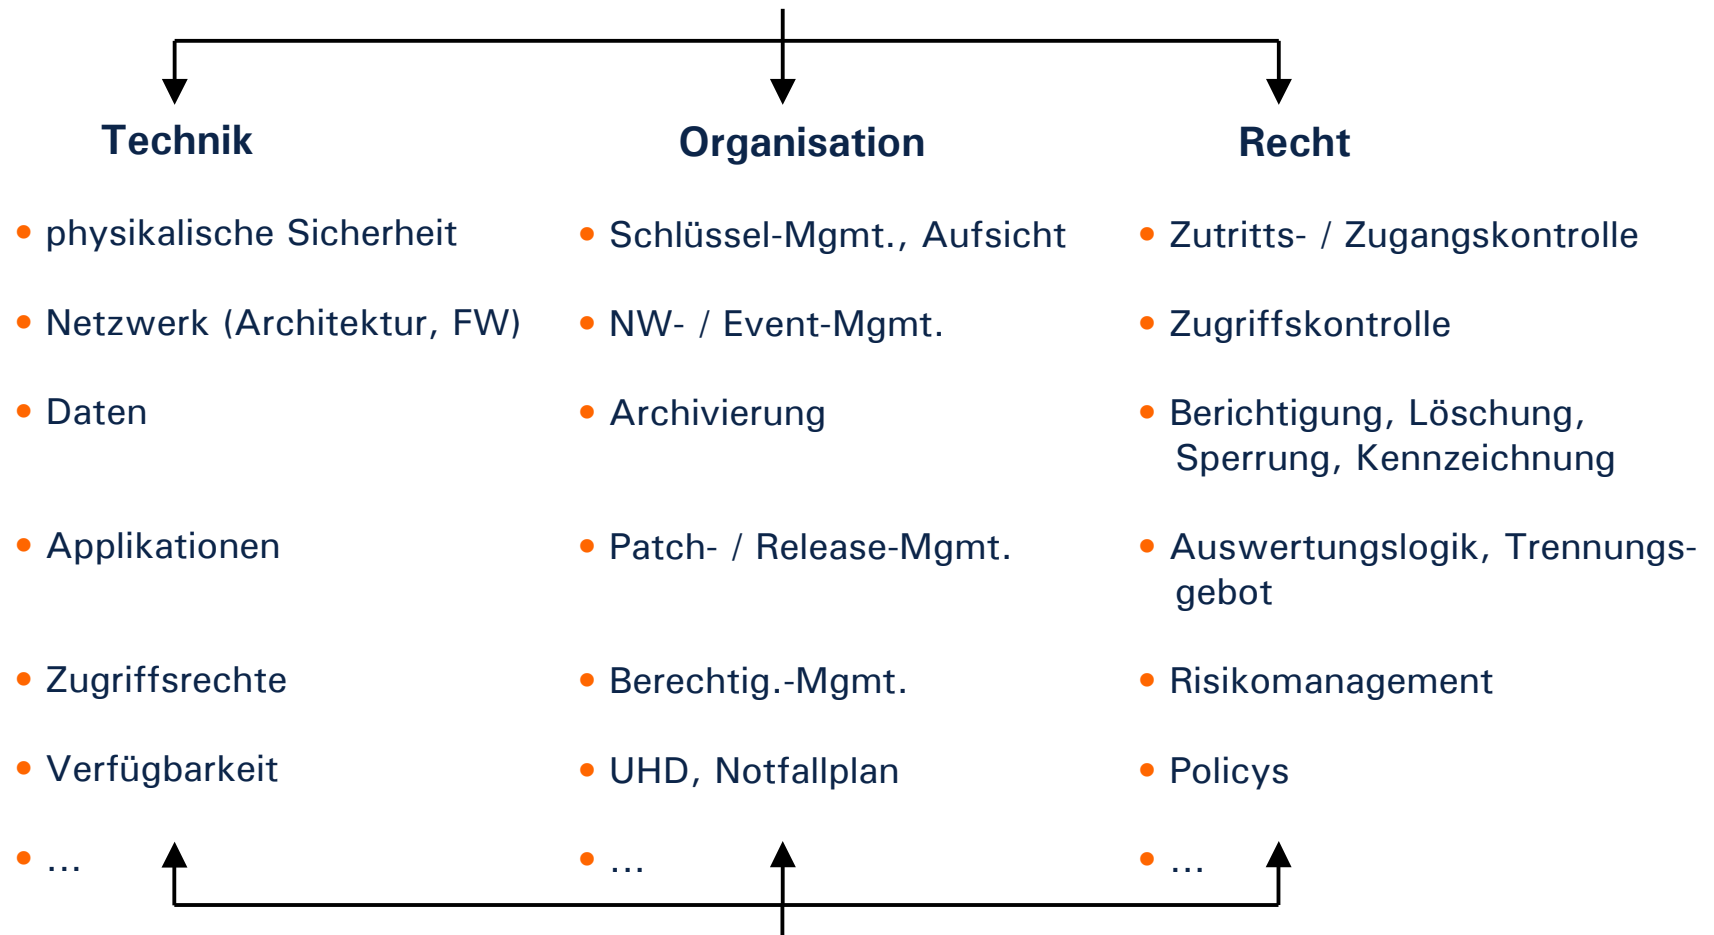 Technik
Organisation
Recht
• physikalische Sicherheit
• Schlüssel-Mgmt., Aufsicht
• Zutritts- / Zugangskontrolle
• Netzwerk (Architektur, FW)
• NW- / Event-Mgmt.
• Zugriffskontrolle
• Daten
• Archivierung
• Berichtigung, Löschung,
Sperrung, Kennzeichnung
• Applikationen
• Patch- / Release-Mgmt.
• Auswertungslogik, Trennungs-
gebot
• Zugriffsrechte
• Berechtig.-Mgmt.
• Risikomanagement
• Verfügbarkeit
• UHD, Notfallplan
• Policys
• ...
• ...
• ...